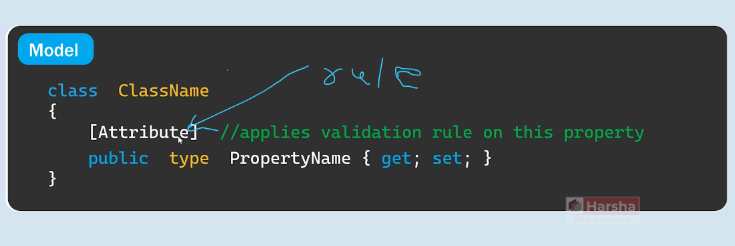 Model
rule
class ClassName
{
[Attribute] //applies validation rule on this property
public type PropertyName { get; set; }
}
Harsha